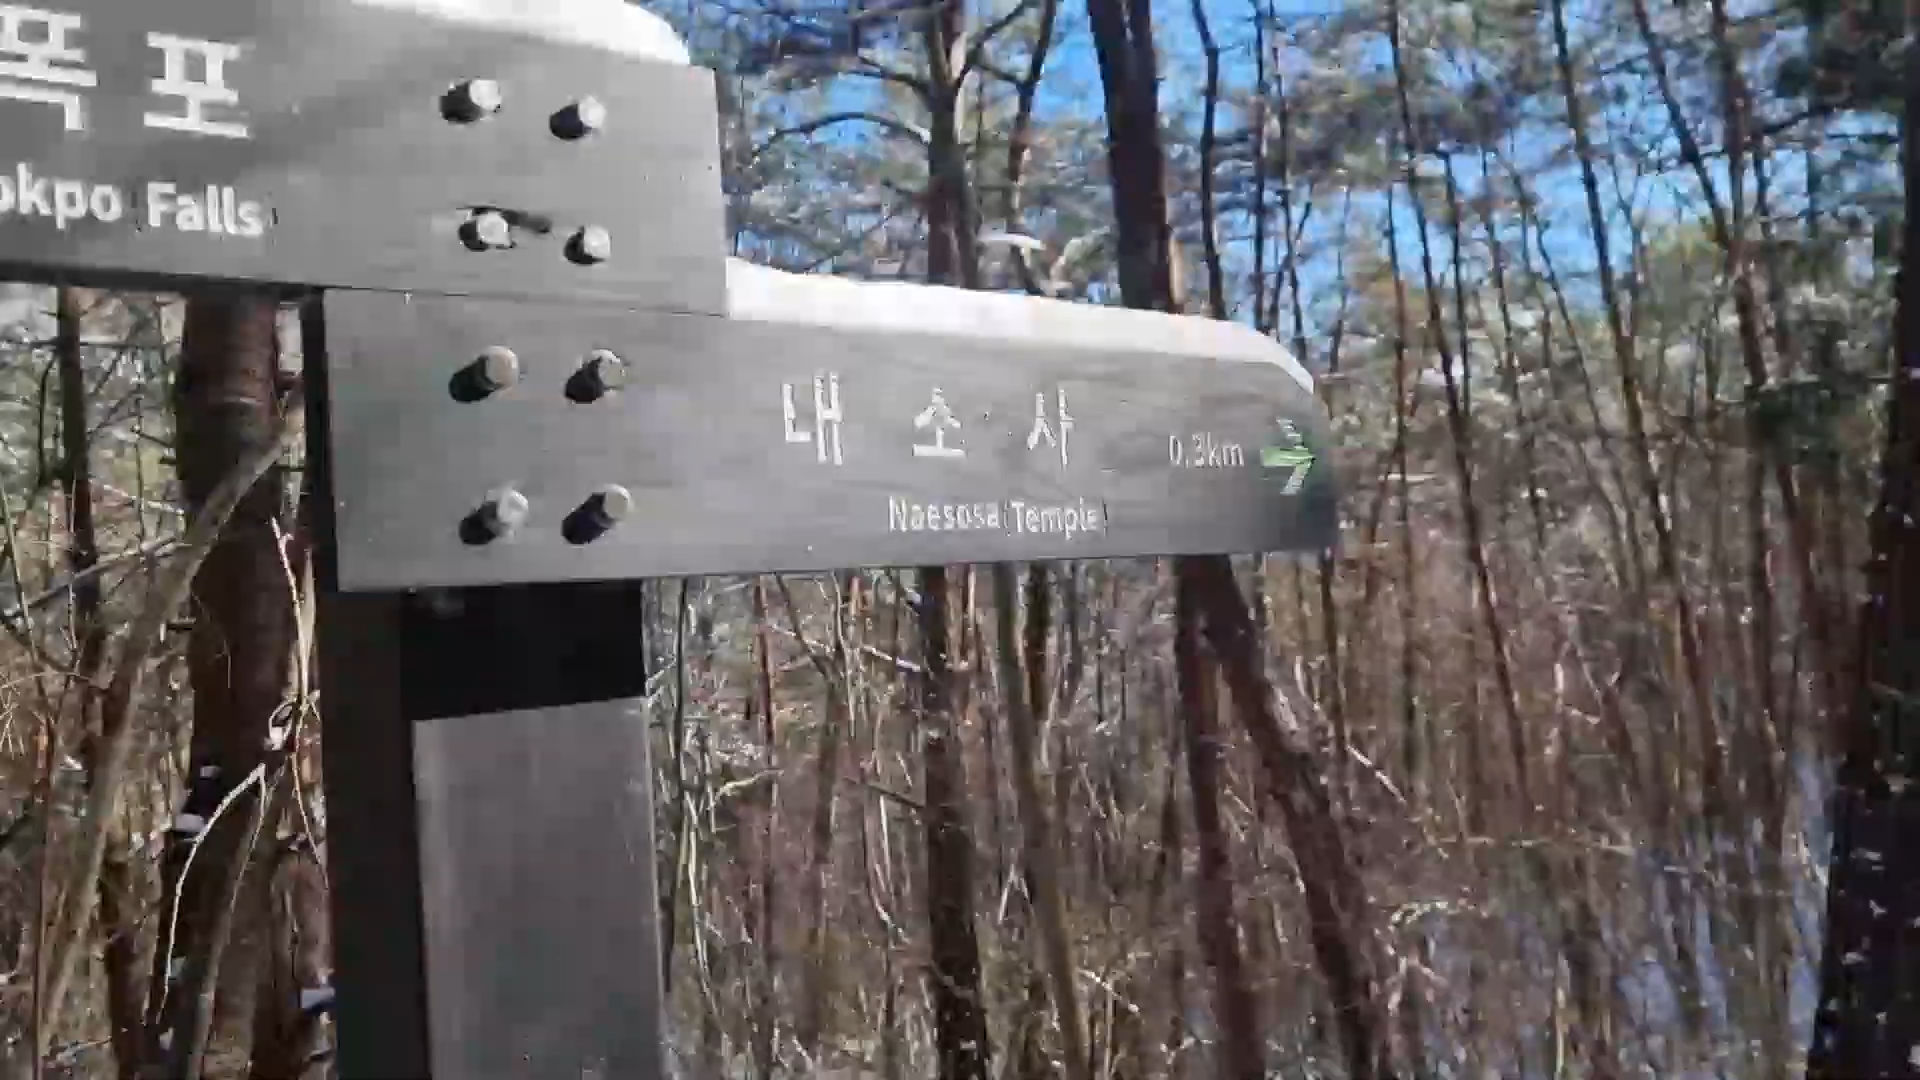 폭포
okpo Falls
내소사
0.3km
Naesosa(Temple)